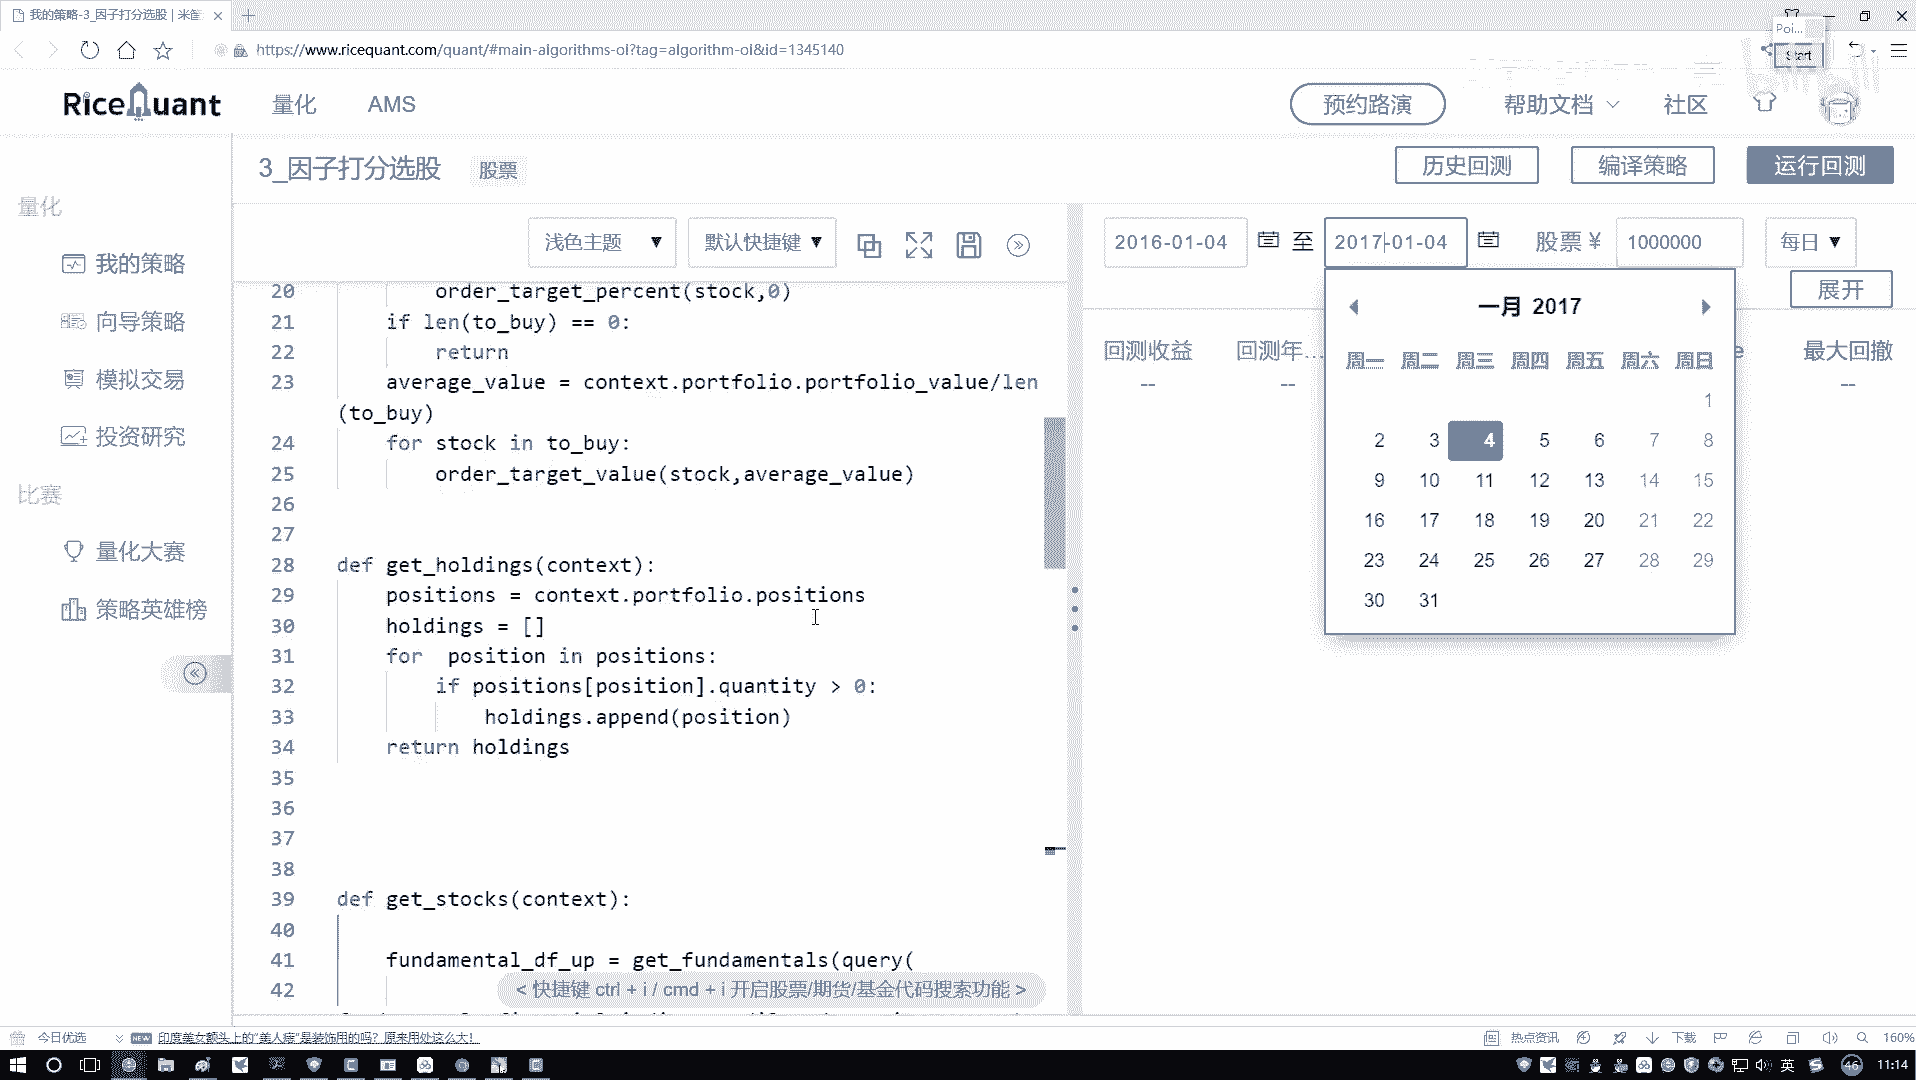 我的策略-3_因子打分选股 | 米筐
Poi...
https://www.ricequant.com/quant/#main-algorithms-ol?tag=algorithm-ol&id=1345140
Start
RiceQuant
量化
AMS
预约路演
帮助文档
社区
3_因子打分选股
股票
历史回测
编译策略
运行回测
量化
我的策略
向导策略
模拟交易
投资研究
比赛
量化大赛
策略英雄榜
浅色主题
默认快捷键
2016-01-04
至
2017-01-04
股票 ¥
1000000
每日
展开
20 order_target_percent(stock,0)
21 if len(to_buy) == 0:
22 return
23 average_value = context.portfolio.portfolio_value/len
(to_buy)
24 for stock in to_buy:
25 order_target_value(stock,average_value)
26
27
28 def get_holdings(context):
29 positions = context.portfolio.positions
30 holdings = []
31 for  position in positions:
32 if positions[position].quantity > 0:
33 holdings.append(position)
34 return holdings
35
36
37
38
39 def get_stocks(context):
40
41 fundamental_df_up = get_fundamentals(query(
42
< 快捷键 ctrl + i / cmd + i 开启股票/期货/基金代码搜索功能 >
回测收益
回测年...
e
最大回撤
--
--
--
一月 2017
周一 周二 周三 周四 周五 周六 周日
1
2 3 4 5 6 7 8
9 10 11 12 13 14 15
16 17 18 19 20 21 22
23 24 25 26 27 28 29
30 31
今日优选
NEW
印度美女额头上的"美人痣"是装饰用的吗? 原来用处这么大!
热点资讯
下载
160%
英
46
11:14